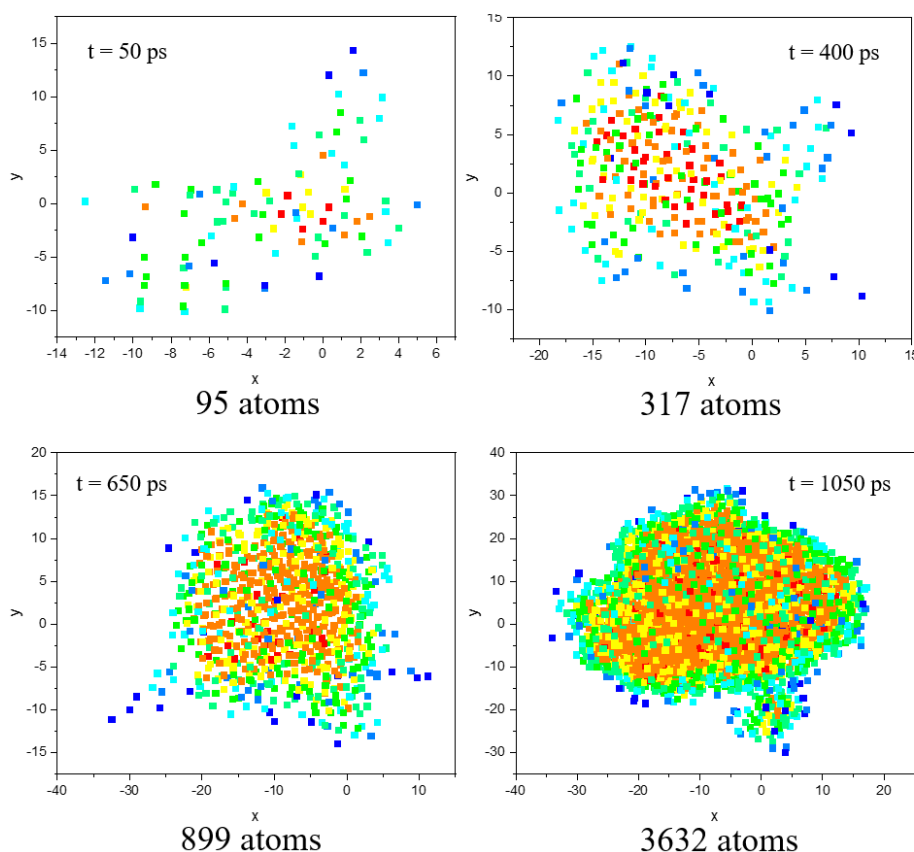 t = 50 ps
15
10
5
0
-5
-10
y
-14 -12 -10 -8 -6 -4 -2 0 2 4 6
x
95 atoms
t = 400 ps
15
10
5
0
-5
-10
y
-20 -15 -10 -5 0 5 10 15
x
317 atoms
t = 650 ps
20
15
10
5
0
-5
-10
-15
y
-40 -30 -20 -10 0 10
x
899 atoms
t = 1050 ps
40
30
20
10
0
-10
-20
-30
y
-40 -30 -20 -10 0 10 20
x
3632 atoms